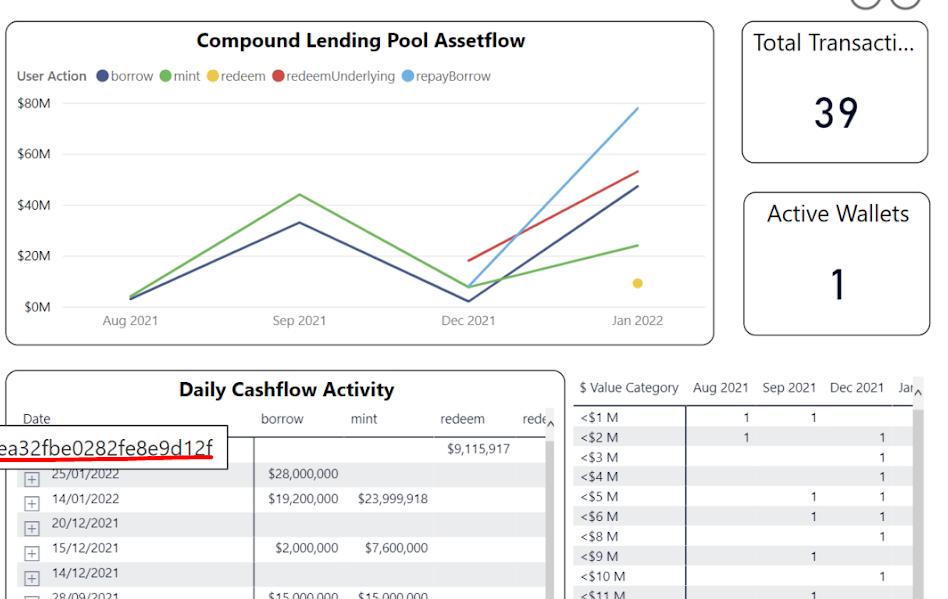 Compound Lending Pool Assetflow
User Action borrow mint redeem redeemUnderlying repayBorrow
$80M
$60M
$40M
$20M
$0M
Aug 2021 Sep 2021 Dec 2021 Jan 2022
Total Transacti...
39
Active Wallets
1
Daily Cashflow Activity
Date borrow mint redeem rede
$9,115,917
ea32fbe0282fe8e9d12f
25/01/2022 $28,000,000
14/01/2022 $19,200,000 $23,999,918
20/12/2021
15/12/2021 $2,000,000 $7,600,000
14/12/2021
28/09/2021 $15,000,000 $15,000,000
$ Value Category Aug 2021 Sep 2021 Dec 2021 Jan
<$1 M 1 1
<$2 M 1 1
<$3 M 1
<$4 M 1
<$5 M 1 1
<$6 M 1 1
<$8 M 1
<$9 M 1
<$10 M 1
<$11 M 1